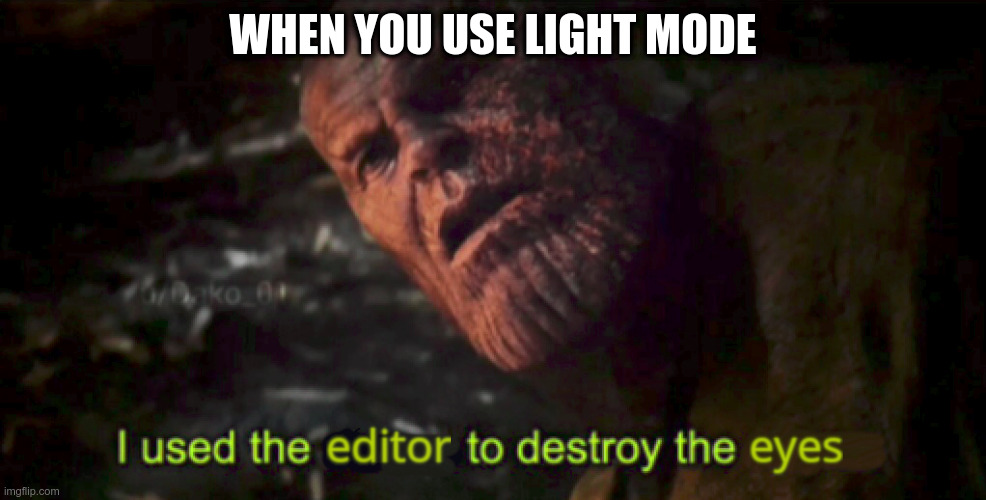 WHEN YOU USE LIGHT MODE
I used the editor to destroy the eyes
imgflip.com